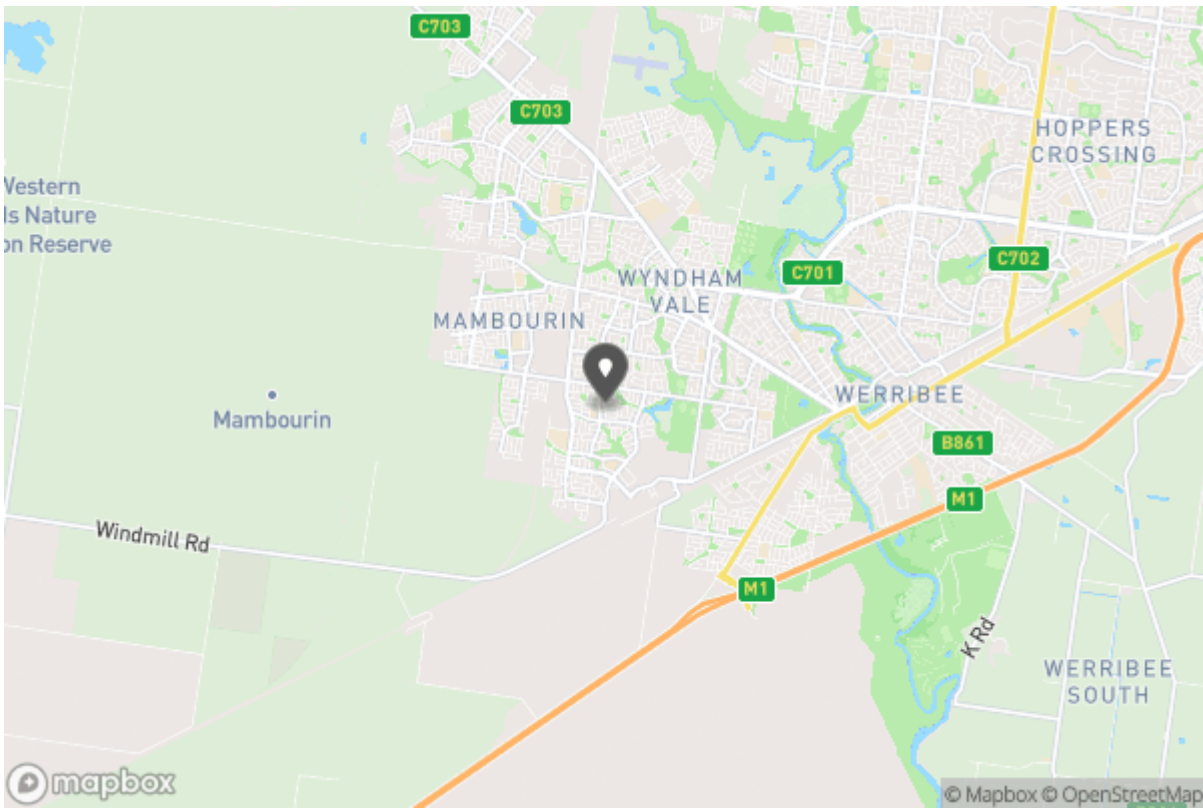 C703
C703
HOPPERS
CROSSING
Western
ls Nature
on Reserve
C702
C701
WYNDHAM
VALE
MAMBOURIN
Mambourin
WERRIBEE
B861
M1
Windmill Rd
M1
K Rd
WERRIBEE
SOUTH
mapbox
© Mapbox © OpenStreetMap